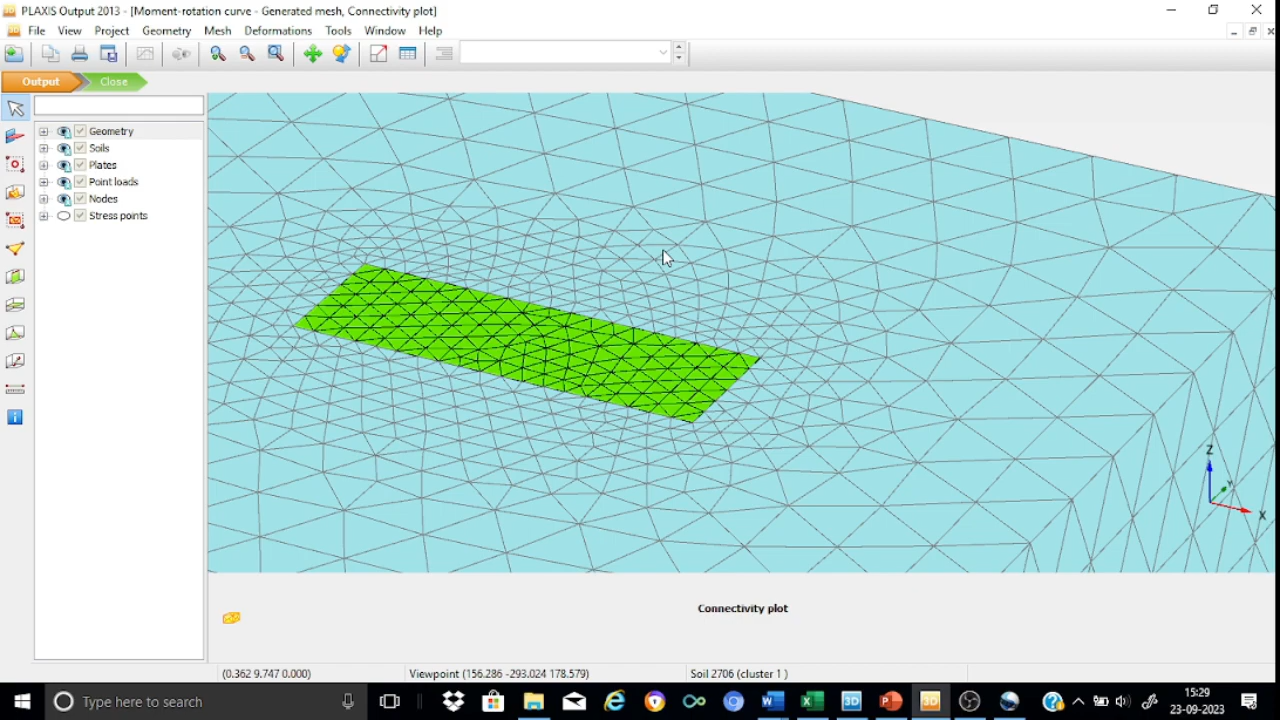 PLAXIS Output 2013 - [Moment-rotation curve - Generated mesh, Connectivity plot]
File View Project Geometry Mesh Deformations Tools Window Help
Output Close
Geometry
Soils
Plates
Point loads
Nodes
Stress points
Z
Y
X
Connectivity plot
(0.362 9.747 0.000) Viewpoint (156.286 -293.024 178.579) Soil 2706 (cluster 1 )
Type here to search
15:29
23-09-2023